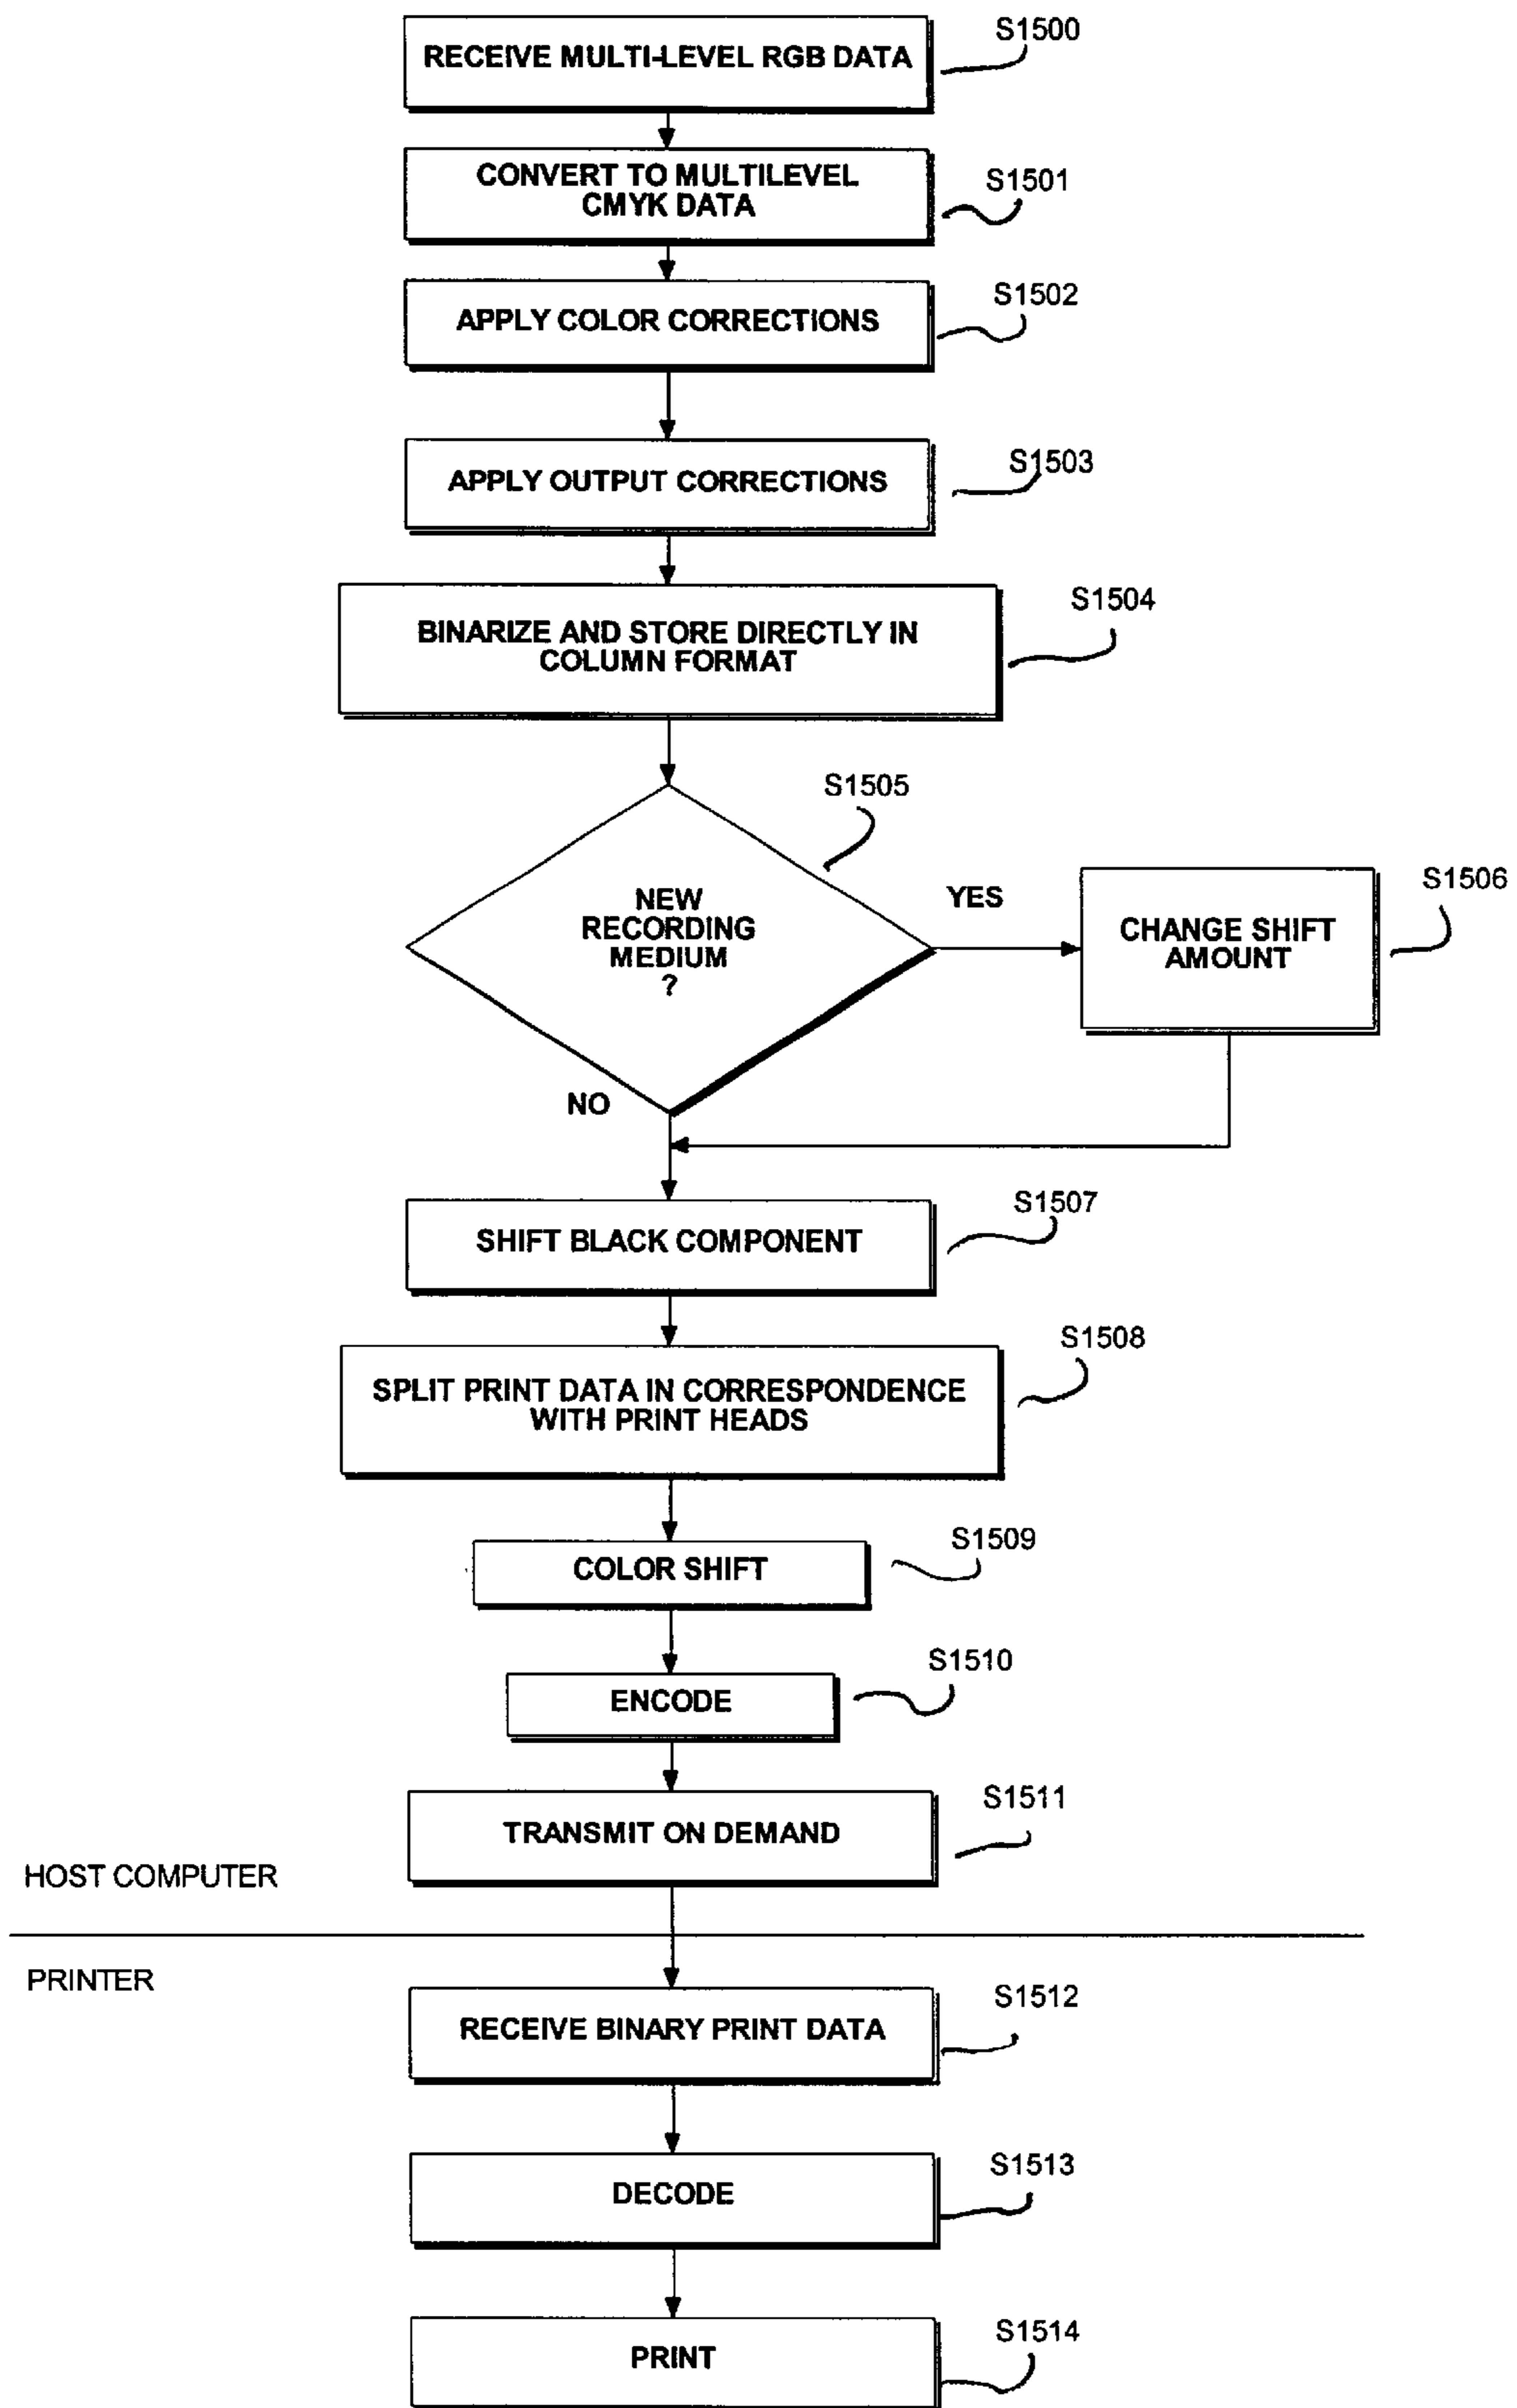 S1500
RECEIVE MULTI-LEVEL RGB DATA
CONVERT TO MULTILEVEL
CMYK DATA
S1501
S1502
APPLY COLOR CORRECTIONS
S1503
APPLY OUTPUT CORRECTIONS
S1504
BINARIZE AND STORE DIRECTLY IN
COLUMN FORMAT
S1505
NEW
RECORDING
MEDIUM
?
YES
S1506
CHANGE SHIFT
AMOUNT
NO
S1507
SHIFT BLACK COMPONENT
S1508
SPLIT PRINT DATA IN CORRESPONDENCE
WITH PRINT HEADS
S1509
COLOR SHIFT
S1510
ENCODE
S1511
TRANSMIT ON DEMAND
HOST COMPUTER
PRINTER
S1512
RECEIVE BINARY PRINT DATA
S1513
DECODE
S1514
PRINT